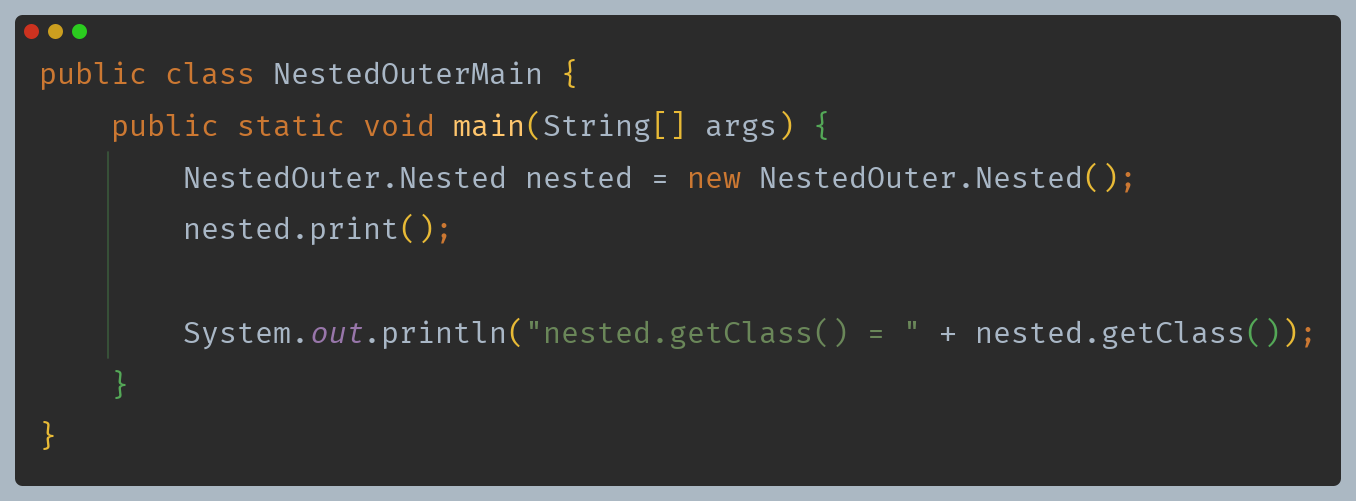 public class NestedOuterMain {
    public static void main(String[] args) {
        NestedOuter.Nested nested = new NestedOuter.Nested();
        nested.print();

        System.out.println("nested.getClass() = " + nested.getClass());
    }
}